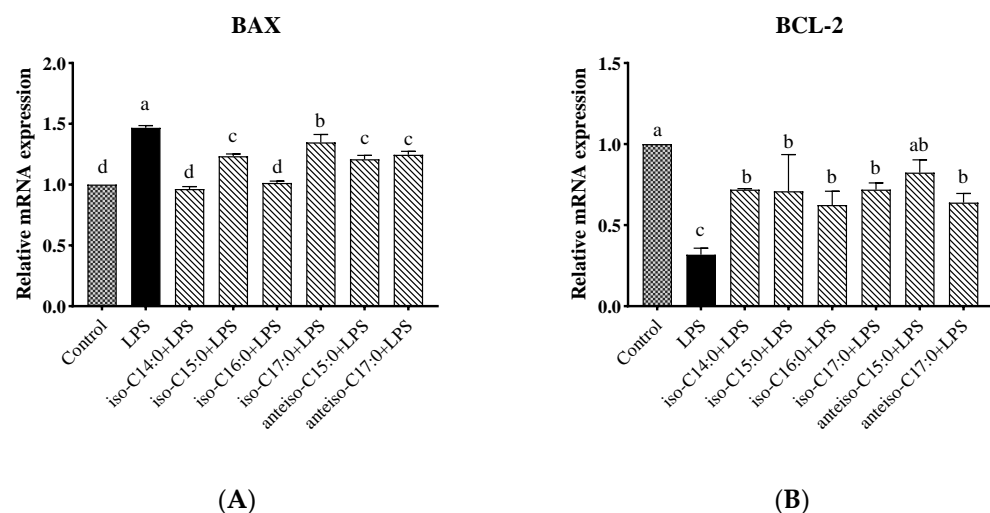 BAX
Relative mRNA expression
2.0
1.5
1.0
0.5
0.0
d
a
d
c
d
b
c
c
Control
LPS
iso-C14:0+LPS
iso-C15:0+LPS
iso-C16:0+LPS
iso-C17:0+LPS
anteiso-C15:0+LPS
anteiso-C17:0+LPS
(A)
BCL-2
Relative mRNA expression
1.5
1.0
0.5
0.0
a
c
b
b
b
b
ab
b
Control
LPS
iso-C14:0+LPS
iso-C15:0+LPS
iso-C16:0+LPS
iso-C17:0+LPS
anteiso-C15:0+LPS
anteiso-C17:0+LPS
(B)